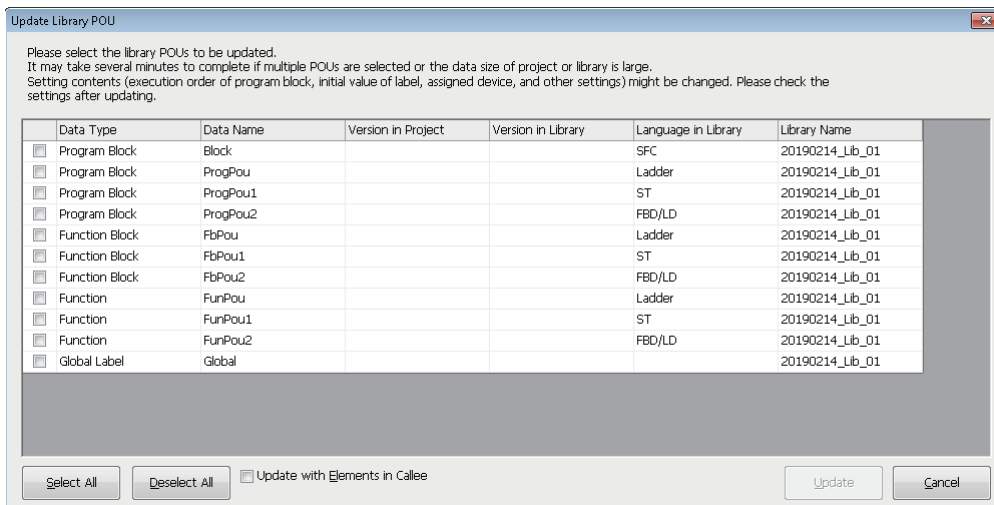 Update Library POU
Please select the library POUs to be updated.
It may take several minutes to complete if multiple POUs are selected or the data size of project or library is large.
Setting contents (execution order of program block, initial value of label, assigned device, and other settings) might be changed. Please check the
settings after updating.
Data Type Data Name Version in Project Version in Library Language in Library Library Name
Program Block Block SFC 20190214_Lib_01
Program Block ProgPou Ladder 20190214_Lib_01
Program Block ProgPou1 ST 20190214_Lib_01
Program Block ProgPou2 FBD/LD 20190214_Lib_01
Function Block FbPou Ladder 20190214_Lib_01
Function Block FbPou1 ST 20190214_Lib_01
Function Block FbPou2 FBD/LD 20190214_Lib_01
Function FunPou Ladder 20190214_Lib_01
Function FunPou1 ST 20190214_Lib_01
Function FunPou2 FBD/LD 20190214_Lib_01
Global Label Global 20190214_Lib_01
Select All Deselect All Update with Elements in Callee Update Cancel